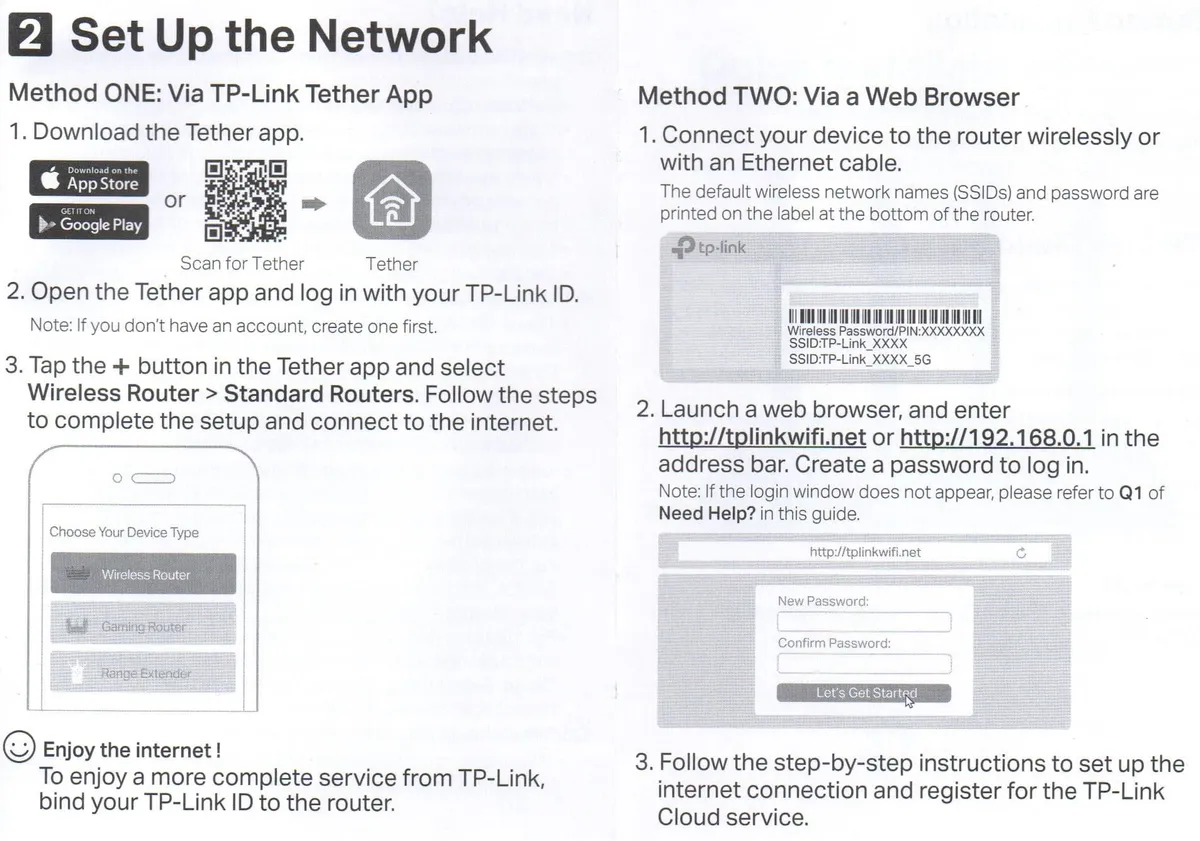 2 Set Up the Network
Method ONE: Via TP-Link Tether App
1. Download the Tether app.
Download on the
App Store
GET IT ON
Google Play
or
Scan for Tether
Tether
2. Open the Tether app and log in with your TP-Link ID.
Note: If you don't have an account, create one first.
3. Tap the + button in the Tether app and select
Wireless Router > Standard Routers. Follow the steps
to complete the setup and connect to the internet.
Choose Your Device Type
Wireless Router
Gaming Router
Range Extender
Enjoy the internet !
To enjoy a more complete service from TP-Link,
bind your TP-Link ID to the router.
Method TWO: Via a Web Browser
1. Connect your device to the router wirelessly or
with an Ethernet cable.
The default wireless network names (SSIDs) and password are
printed on the label at the bottom of the router.
tp-link
Wireless Password/PIN:XXXXXXXX
SSID:TP-Link_XXXX
SSID:TP-Link_XXXX_5G
2. Launch a web browser, and enter
http://tplinkwifi.net or http://192.168.0.1 in the
address bar. Create a password to log in.
Note: If the login window does not appear, please refer to Q1 of
Need Help? in this guide.
http://tplinkwifi.net
New Password:
Confirm Password:
Let's Get Started
3. Follow the step-by-step instructions to set up the
internet connection and register for the TP-Link
Cloud service.